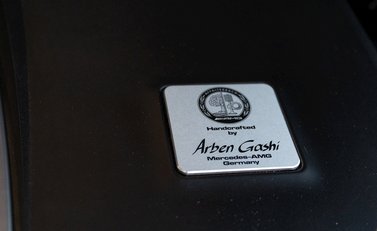 Handcrafted
by
Arben Gashi
Mercedes-AMG
Germany